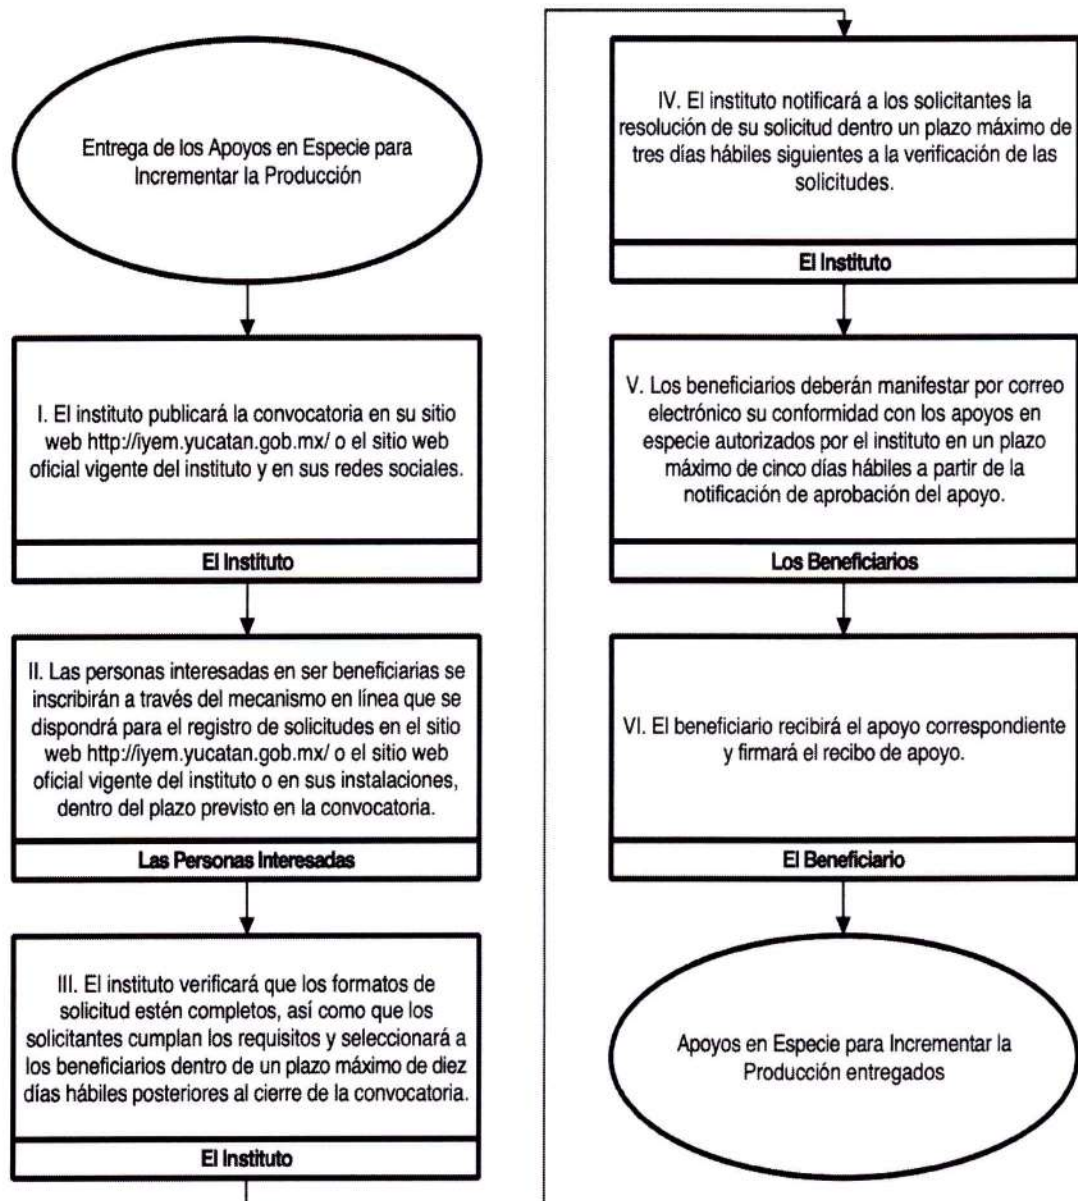 Entrega de los Apoyos en Especie para
Incrementar la Producción
I. El instituto publicará la convocatoria en su sitio
web http://iyem.yucatan.gob.mx/ o el sitio web
oficial vigente del instituto y en sus redes sociales.
El Instituto
II. Las personas interesadas en ser beneficiarias se
inscribirán a través del mecanismo en línea que se
dispondrá para el registro de solicitudes en el sitio
web http://iyem.yucatan.gob.mx/ o el sitio web
oficial vigente del instituto o en sus instalaciones,
dentro del plazo previsto en la convocatoria.
Las Personas Interesadas
III. El instituto verificará que los formatos de
solicitud estén completos, así como que los
solicitantes cumplan los requisitos y seleccionará a
los beneficiarios dentro de un plazo máximo de diez
días hábiles posteriores al cierre de la convocatoria.
El Instituto
IV. El instituto notificará a los solicitantes la
resolución de su solicitud dentro un plazo máximo de
tres días hábiles siguientes a la verificación de las
solicitudes.
El Instituto
V. Los beneficiarios deberán manifestar por correo
electrónico su conformidad con los apoyos en
especie autorizados por el instituto en un plazo
máximo de cinco días hábiles a partir de la
notificación de aprobación del apoyo.
Los Beneficiarios
VI. El beneficiario recibirá el apoyo correspondiente
y firmará el recibo de apoyo.
El Beneficiario
Apoyos en Especie para Incrementar la
Producción entregados